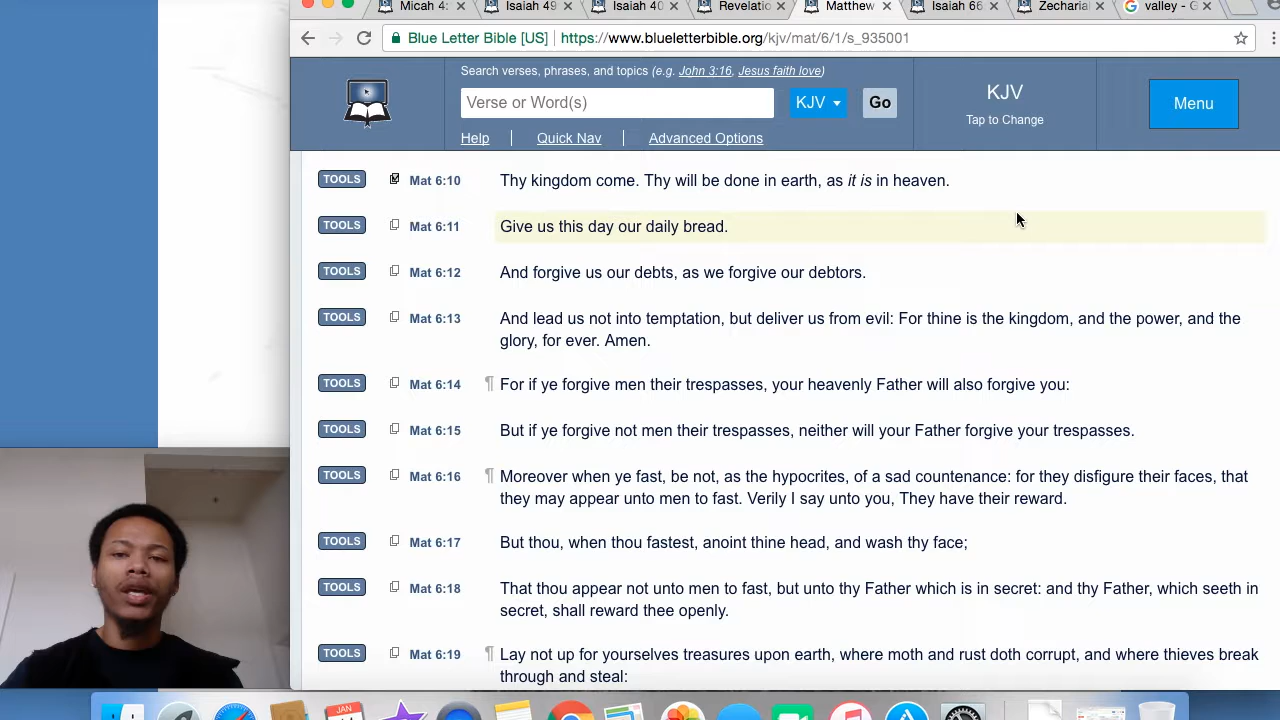 Micah 4:
Isaiah 49
Isaiah 40
Revelatio
Matthew
Isaiah 66
Zecharia
valley - G
Blue Letter Bible [US] https://www.blueletterbible.org/kjv/mat/6/1/s_935001
Search verses, phrases, and topics (e.g. John 3:16, Jesus faith love)
Verse or Word(s)
KJV
Go
Help
Quick Nav
Advanced Options
KJV
Tap to Change
Menu
TOOLS Mat 6:10 Thy kingdom come. Thy will be done in earth, as it is in heaven.
TOOLS Mat 6:11 Give us this day our daily bread.
TOOLS Mat 6:12 And forgive us our debts, as we forgive our debtors.
TOOLS Mat 6:13 And lead us not into temptation, but deliver us from evil: For thine is the kingdom, and the power, and the
glory, for ever. Amen.
TOOLS Mat 6:14 ¶ For if ye forgive men their trespasses, your heavenly Father will also forgive you:
TOOLS Mat 6:15 But if ye forgive not men their trespasses, neither will your Father forgive your trespasses.
TOOLS Mat 6:16 ¶ Moreover when ye fast, be not, as the hypocrites, of a sad countenance: for they disfigure their faces, that
they may appear unto men to fast. Verily I say unto you, They have their reward.
TOOLS Mat 6:17 But thou, when thou fastest, anoint thine head, and wash thy face;
TOOLS Mat 6:18 That thou appear not unto men to fast, but unto thy Father which is in secret: and thy Father, which seeth in
secret, shall reward thee openly.
TOOLS Mat 6:19 ¶ Lay not up for yourselves treasures upon earth, where moth and rust doth corrupt, and where thieves break
through and steal:
JAN